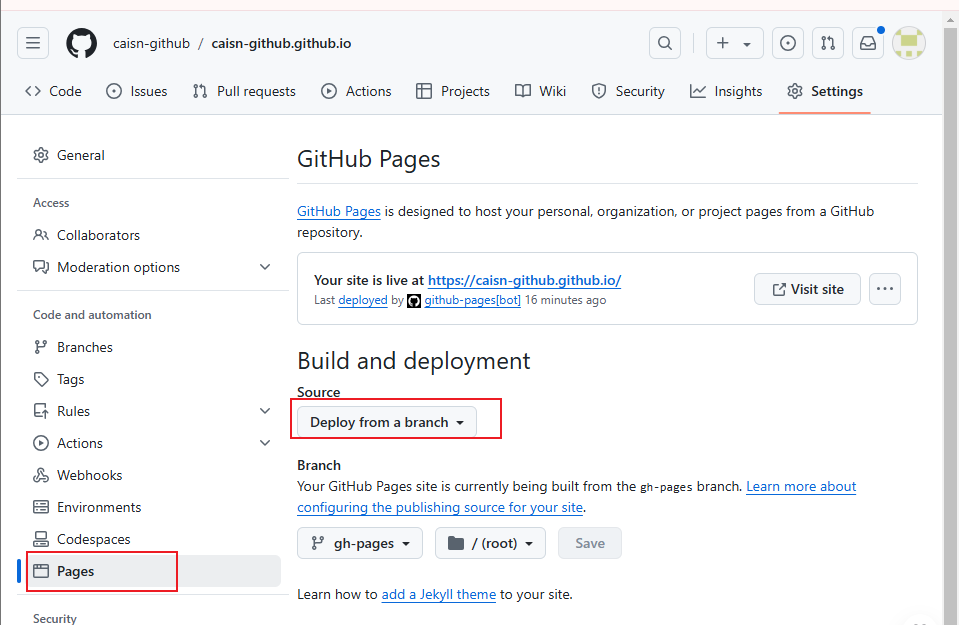 caisn-github / caisn-github.github.io
Code Issues Pull requests Actions Projects Wiki Security Insights Settings
General
Access
Collaborators
Moderation options
Code and automation
Branches
Tags
Rules
Actions
Webhooks
Environments
Codespaces
Pages
Security
GitHub Pages
GitHub Pages is designed to host your personal, organization, or project pages from a GitHub
repository.
Your site is live at https://caisn-github.github.io/
Last deployed by github-pages[bot] 16 minutes ago
Visit site
Build and deployment
Source
Deploy from a branch
Branch
Your GitHub Pages site is currently being built from the gh-pages branch. Learn more about
configuring the publishing source for your site.
gh-pages / (root) Save
Learn how to add a Jekyll theme to your site.